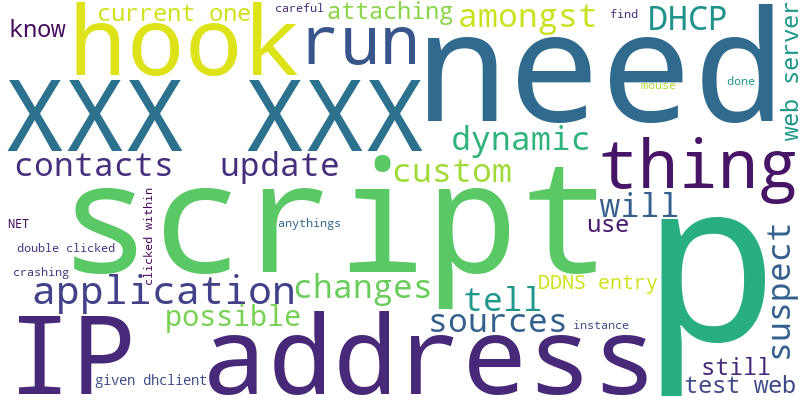 current one
careful
attaching
amongst
find
DHCP
know
hook
run
need
web server
mouse
done
XXX XXX
dynamic
contacts
update
custom
thing
script
will
use
p
NET
clicked within
anythings
double clicked
suspect
crashing
application
changes
tell
DDNS entry
possible
sources
instance
IP address
still
given dhclient
test web